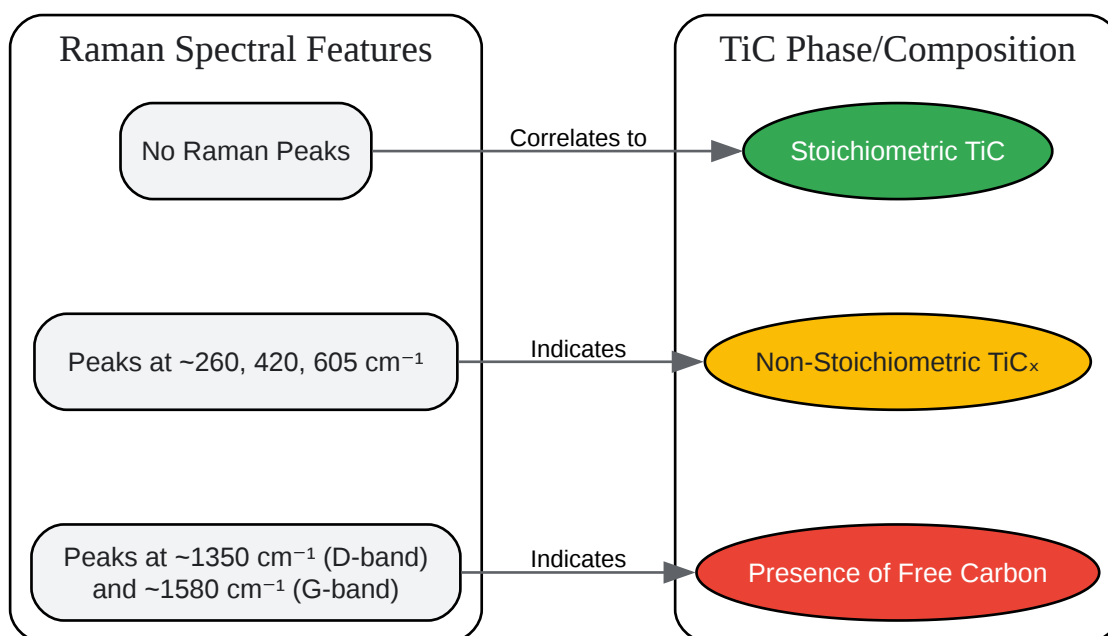 Raman Spectral Features
TiC Phase/Composition
No Raman Peaks
Correlates to
Stoichiometric TiC
Peaks at ~260, 420, 605 cm⁻¹
Indicates
Non-Stoichiometric TiCₓ
Peaks at ~1350 cm⁻¹ (D-band)
and ~1580 cm⁻¹ (G-band)
Indicates
Presence of Free Carbon